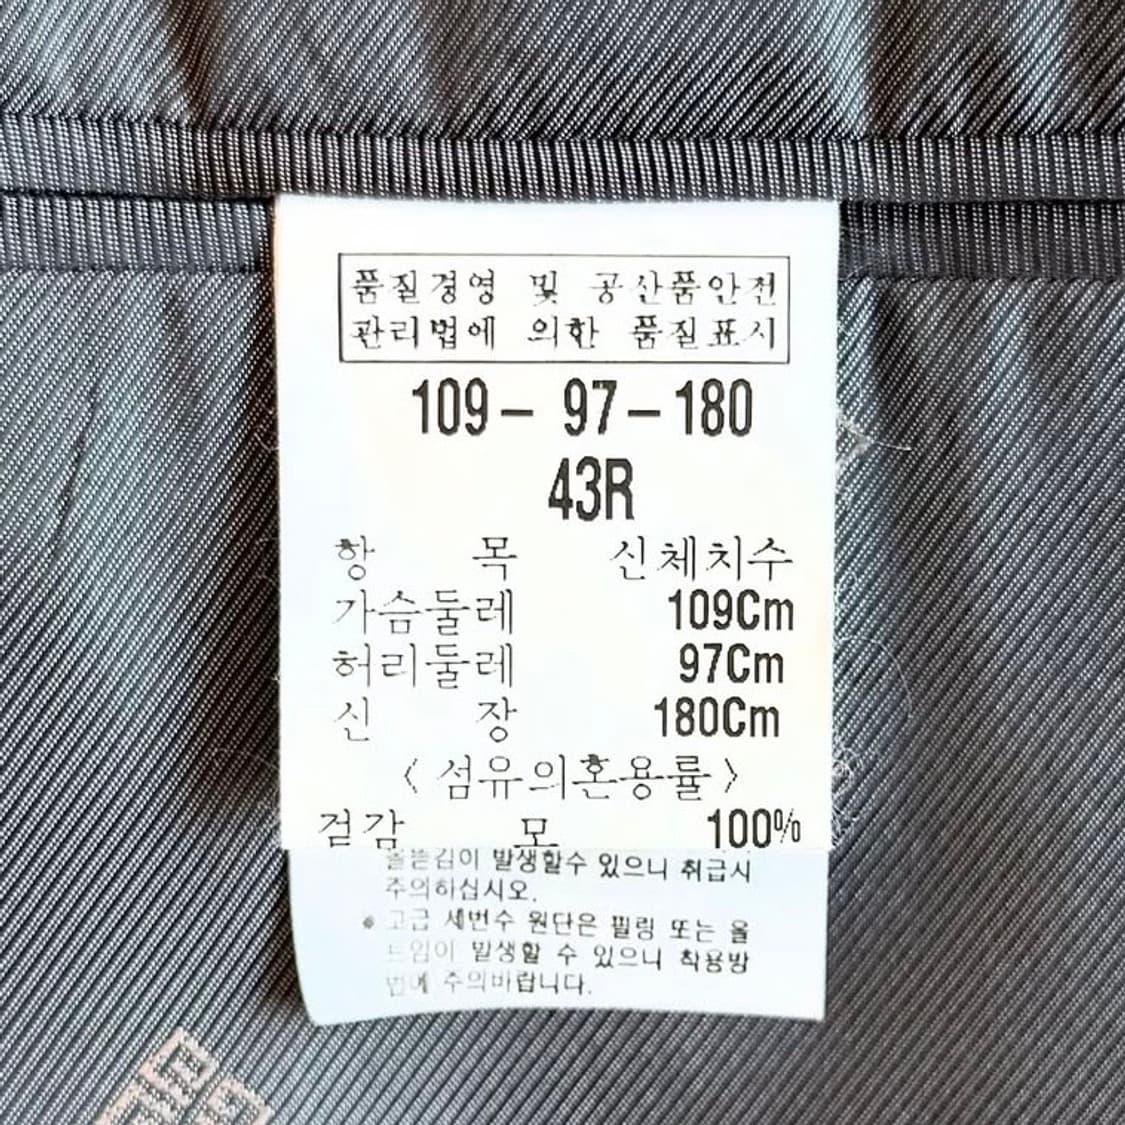 품질경영 및 공산품안전
관리법에 의한 품질표시
109- 97-180
43R
항 목 신체치수
가슴둘레 109Cm
허리둘레 97Cm
신 장 180Cm
< 섬유의혼용률 >
겉감 모 100%
올뜯김이 발생할수 있으니 취급시
주의하십시오.
* 고급 세번수 원단은 필링 또는 올
뜨임이 발생할 수 있으니 착용방
법에 주의바랍니다.